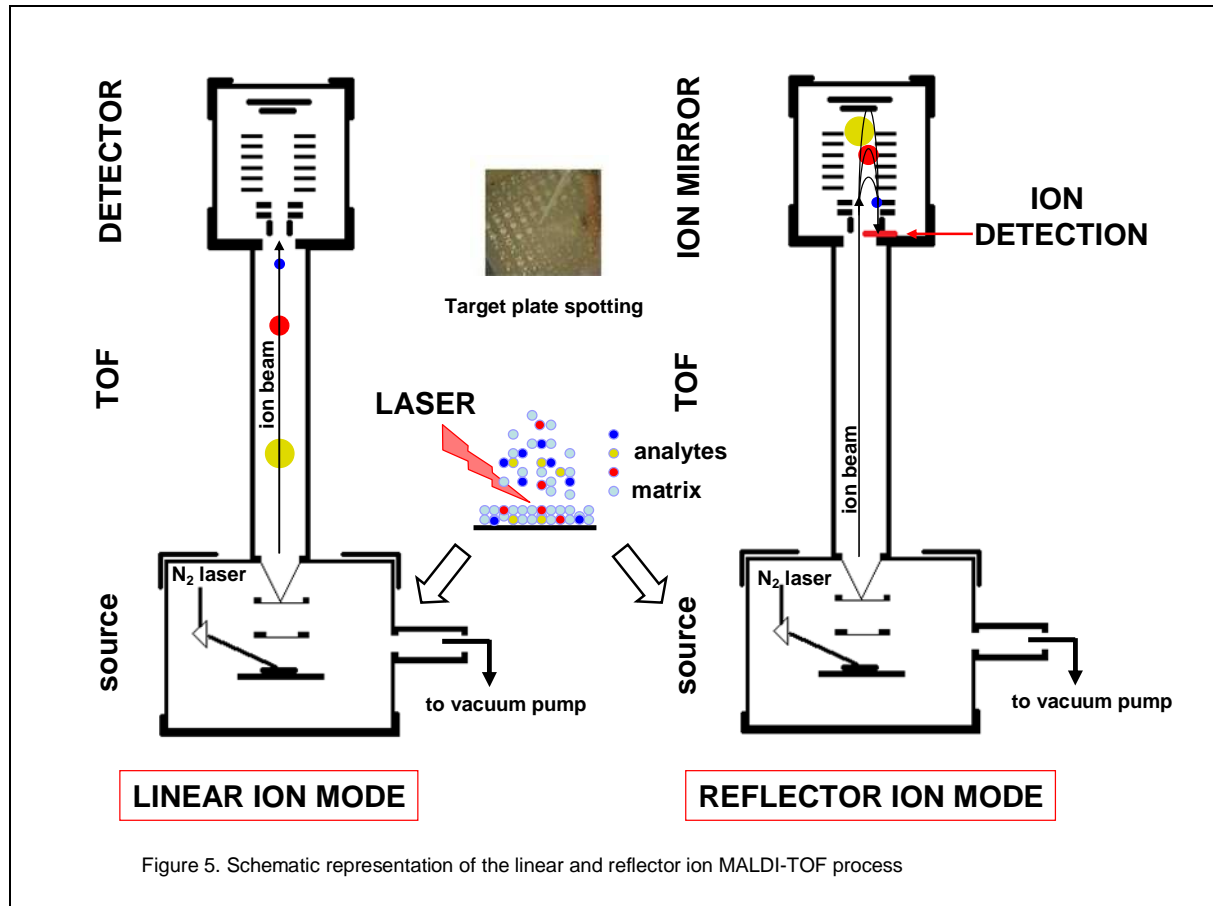 DETECTOR
TOF
source
ion beam
N2 laser
to vacuum pump
LINEAR ION MODE
Target plate spotting
LASER
analytes
matrix
ION MIRROR
TOF
source
ION
DETECTION
ion beam
N2 laser
to vacuum pump
REFLECTOR ION MODE
Figure 5. Schematic representation of the linear and reflector ion MALDI-TOF process